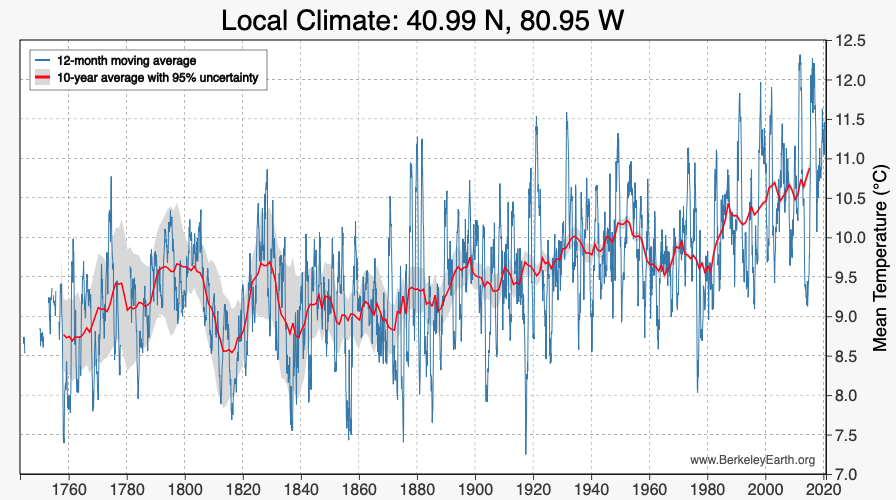 Local Climate: 40.99 N, 80.95 W
12-month moving average
10-year average with 95% uncertainty
12.5
12.0
11.5
11.0
10.5
10.0
9.5
9.0
8.5
8.0
7.5
7.0
Mean Temperature (°C)
www.BerkeleyEarth.org
1760 1780 1800 1820 1840 1860 1880 1900 1920 1940 1960 1980 2000 2020